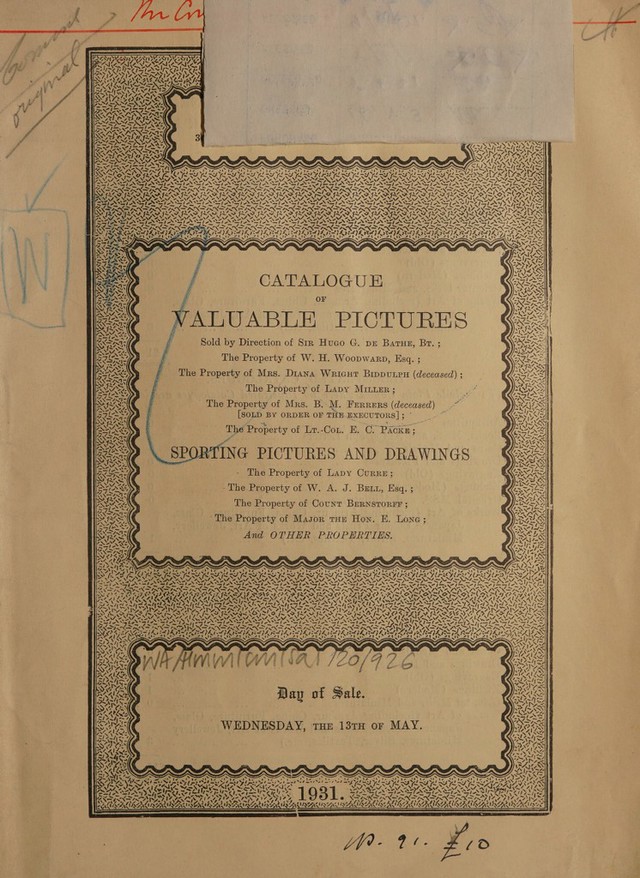 original
W
CATALOGUE
OF
VALUABLE PICTURES
Sold by Direction of SIR HUGO G. DE BATHE, BT. ;
The Property of W. H. WOODWARD, Esq. ;
The Property of MRS. DIANA WRIGHT BIDDULPH (deceased) ;
The Property of LADY MILLER ;
The Property of MRS. B. M. FERRERS (deceased)
[SOLD BY ORDER OF THE EXECUTORS] ;
The Property of LT.-COL. E. C. PACKE ;
SPORTING PICTURES AND DRAWINGS
The Property of LADY CURRE ;
The Property of W. A. J. BELL, Esq. ;
The Property of COUNT BERNSTORFF ;
The Property of MAJOR THE HON. E. LONG ;
And OTHER PROPERTIES.
Day of Sale.
WEDNESDAY, THE 13TH OF MAY.
1931.
91. £10